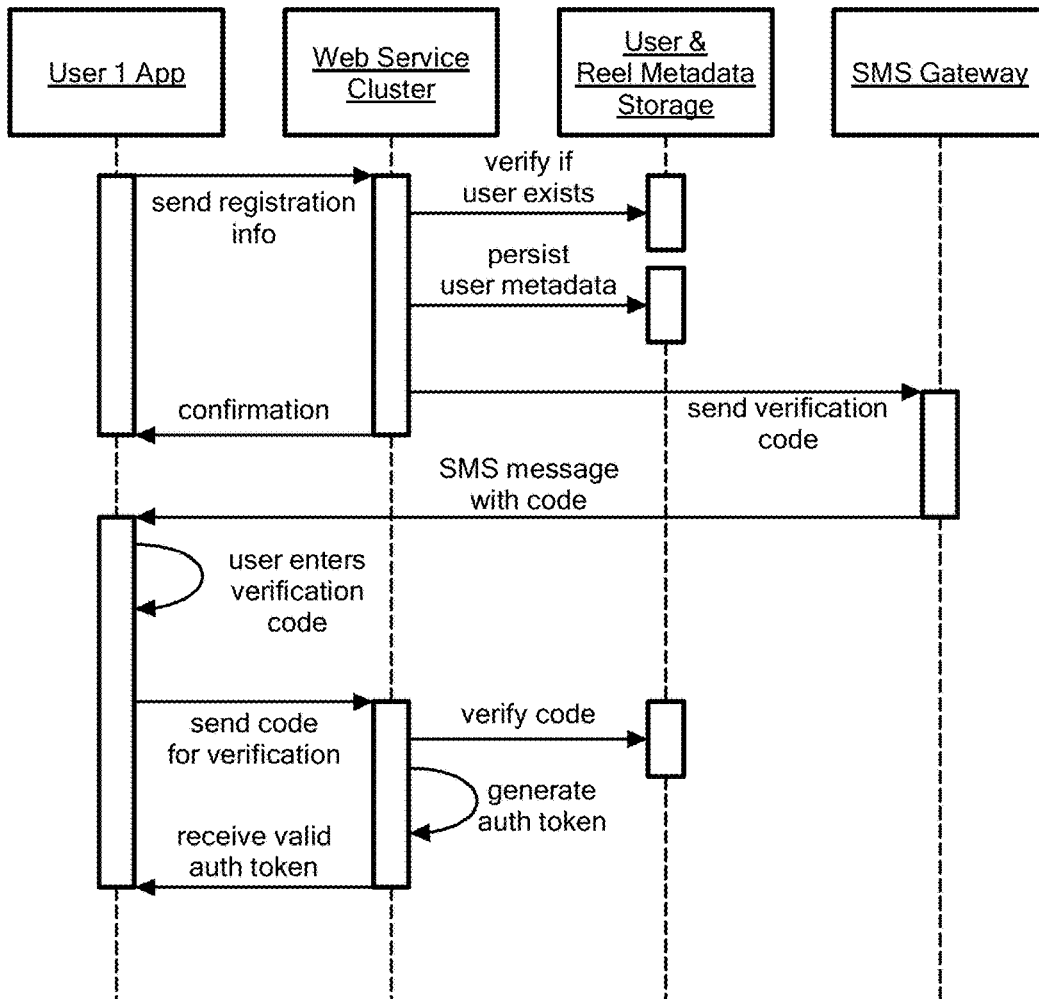 User 1 App
Web Service
Cluster
User &
Reel Metadata
Storage
SMS Gateway
send registration
info
verify if
user exists
persist
user metadata
confirmation
send verification
code
SMS message
with code
user enters
verification
code
send code
for verification
verify code
generate
auth token
receive valid
auth token